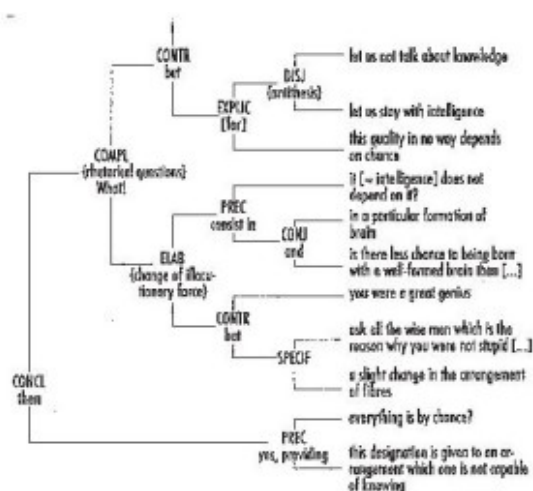 CONTR
but
DISJ
(antithesis)
let us not talk about knowledge
let us stay with intelligence
EXPLIC
[for]
this quality in no way depends
on chance
COMPL
(rhetorical questions)
What!
PREC
consist in
it [= intelligence] does not
depend on it?
CONJ
and
in a particular formation of
brain
is there less chance to being born
with a well-formed brain than [...]
ELAB
(change of illocu-
tionary force)
CONTR
but
you were a great genius
SPECIF
ask all the wise men which is the
reason why you were not stupid [...]
a slight change in the arrangement
of fibres
CONCL
then
PREC
yes, providing
everything is by chance?
this designation is given to an ar-
rangement which one is not capable
of knowing